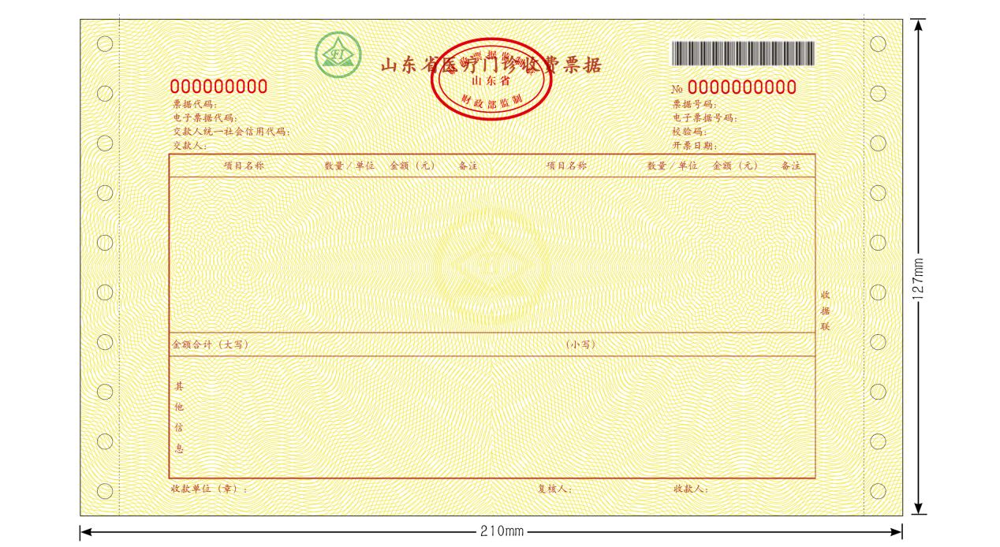 FI
山东省医疗门诊收费票据
财政票据监制章
山东省
财政部监制
000000000
№ 0000000000
票据代码:
票据号码:
电子票据代码:
电子票据号码:
交款人统一社会信用代码:
校验码:
交款人:
开票日期:
项目名称 数量/单位 金额(元) 备注 项目名称 数量/单位 金额(元) 备注
收据联
金额合计(大写) (小写)
其他信息
收款单位(章): 复核人: 收款人:
127mm
210mm